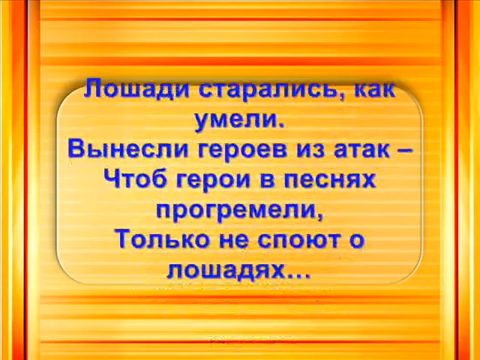 Лошади старались, как
умели.
Вынесли героев из атак –
Чтоб герои в песнях
прогремели,
Только не споют о
лошадях…